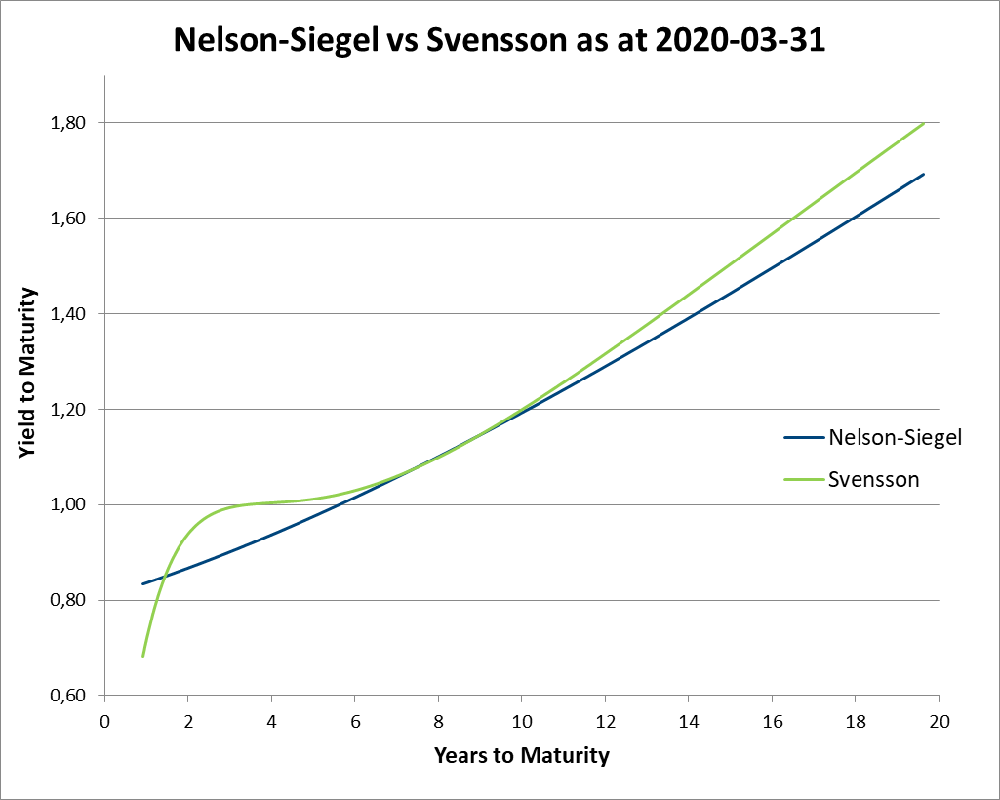 Nelson-Siegel vs Svensson as at 2020-03-31
Yield to Maturity
1,80
1,60
1,40
1,20
1,00
0,80
0,60
Nelson-Siegel
Svensson
0 2 4 6 8 10 12 14 16 18 20
Years to Maturity